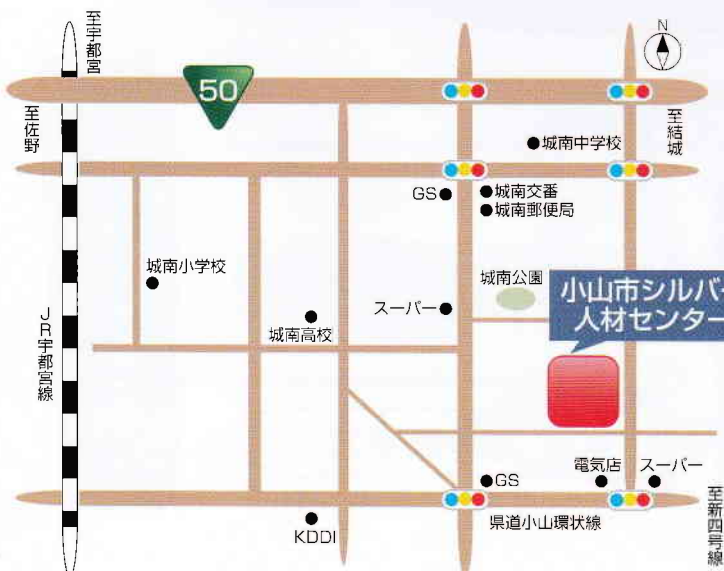 至宇都宮
N
50
至佐野
至結城
城南中学校
GS
城南交番
城南郵便局
城南小学校
城南公園
小山市シルバー
人材センター
スーパー
城南高校
JR宇都宮線
GS
電気店
スーパー
県道小山環状線
KDDI
至新四号線